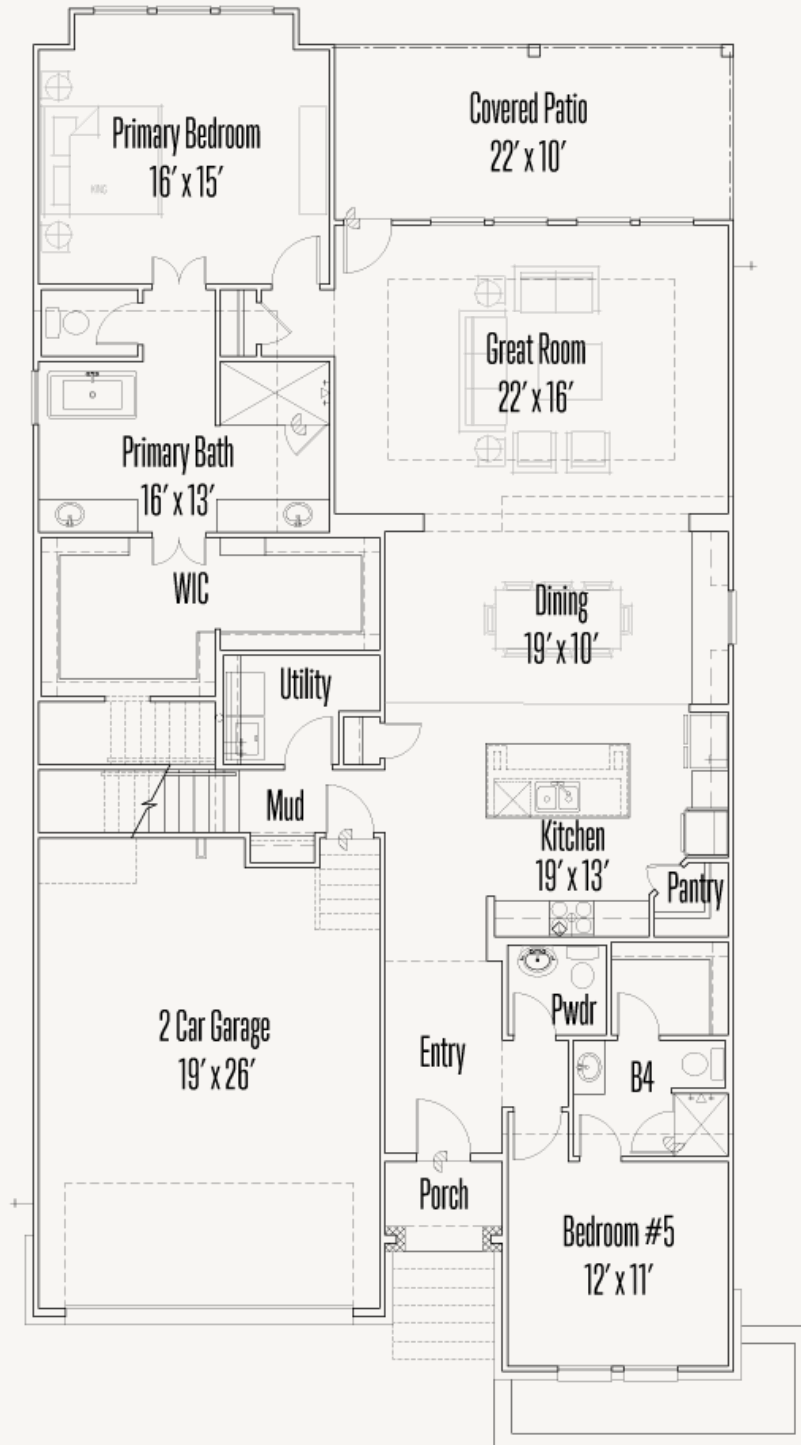 Primary Bedroom
16' x 15'
KING
Covered Patio
22' x 10'
Great Room
22' x 16'
Primary Bath
16' x 13'
WIC
Dining
19' x 10'
Utility
Mud
Kitchen
19' x 13'
Pantry
2 Car Garage
19' x 26'
Pwdr
Entry
B4
Porch
Bedroom #5
12' x 11'